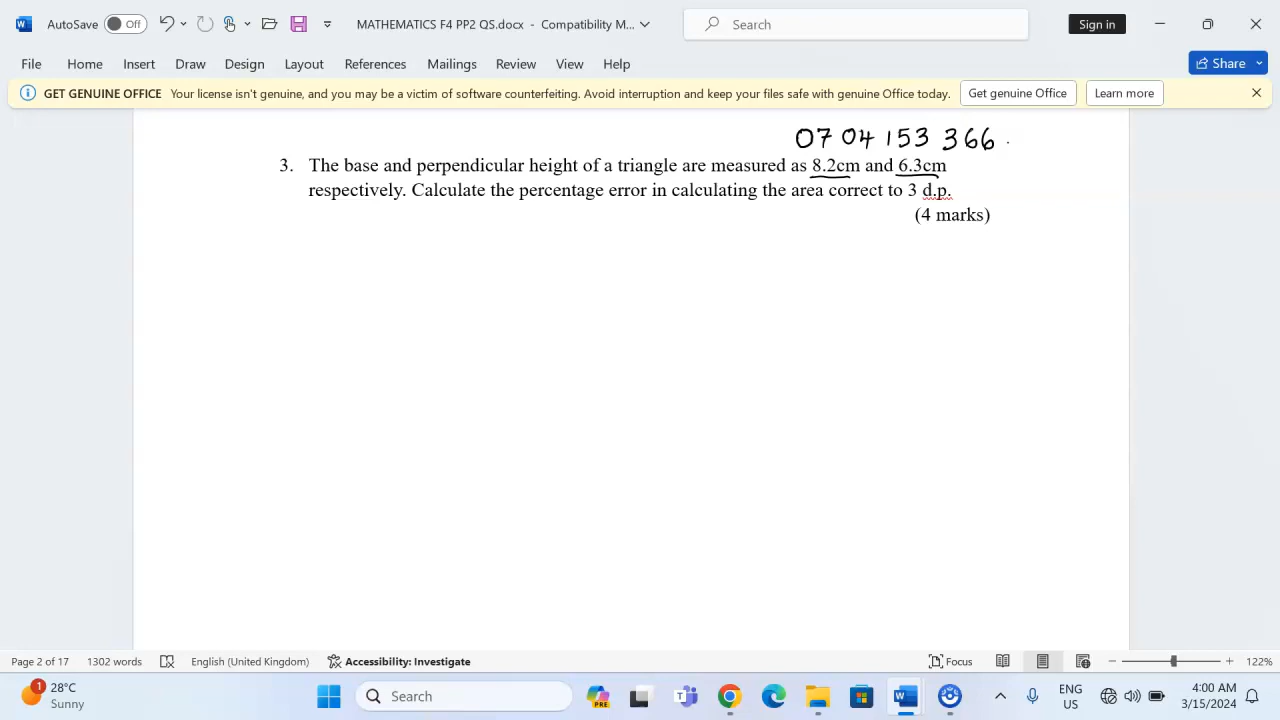 AutoSave Off MATHEMATICS F4 PP2 QS.docx - Compatibility M... Search Sign in
File Home Insert Draw Design Layout References Mailings Review View Help Share
GET GENUINE OFFICE Your license isn't genuine, and you may be a victim of software counterfeiting. Avoid interruption and keep your files safe with genuine Office today. Get genuine Office Learn more
0704 153 366
3. The base and perpendicular height of a triangle are measured as 8.2cm and 6.3cm
respectively. Calculate the percentage error in calculating the area correct to 3 d.p.
(4 marks)
Page 2 of 17 1302 words English (United Kingdom) Accessibility: Investigate Focus 122%
1 28°C Search PRE ENG 4:00 AM
Sunny US 3/15/2024